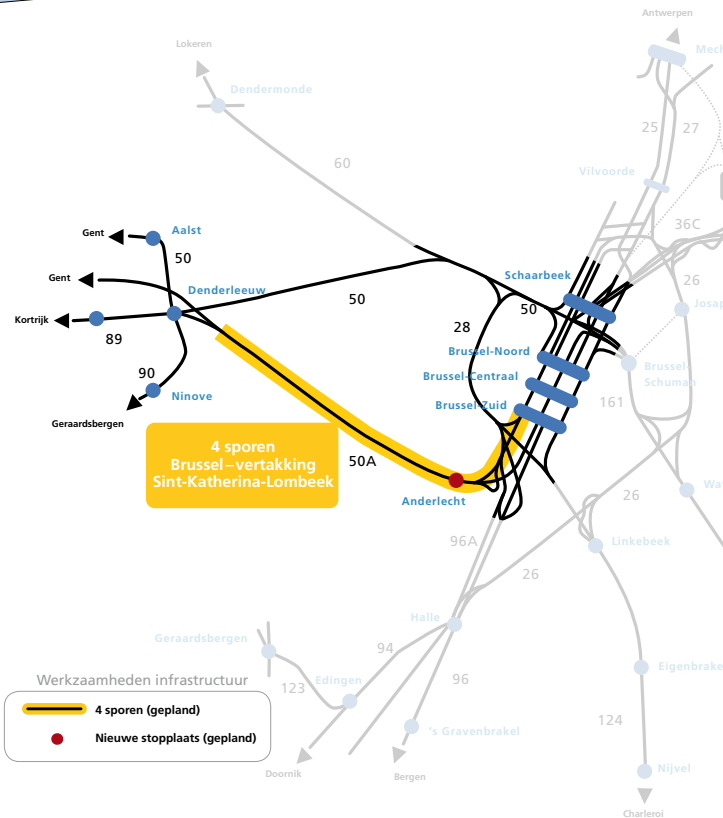 Antwerpen
Mech
Lokeren
Dendermonde
25
27
60
Vilvoorde
36C
Gent
Aalst
50
Schaarbeek
Gent
Denderleeuw
26
50
50
Josap
Kortrijk
28
89
Brussel-Noord
Brussel-
Schuman
90
Brussel-Centraal
Ninove
161
Brussel-Zuid
Geraardsbergen
4 sporen
Brussel–vertakking
Sint-Katherina-Lombeek
50A
Anderlecht
Wa
26
96A
Linkebeek
26
Halle
Geraardsbergen
94
Eigenbrake
Werkzaamheden infrastructuur
Edingen
96
123
4 sporen (gepland)
124
's Gravenbrakel
Nieuwe stopplaats (gepland)
Doornik
Bergen
Nijvel
Charleroi